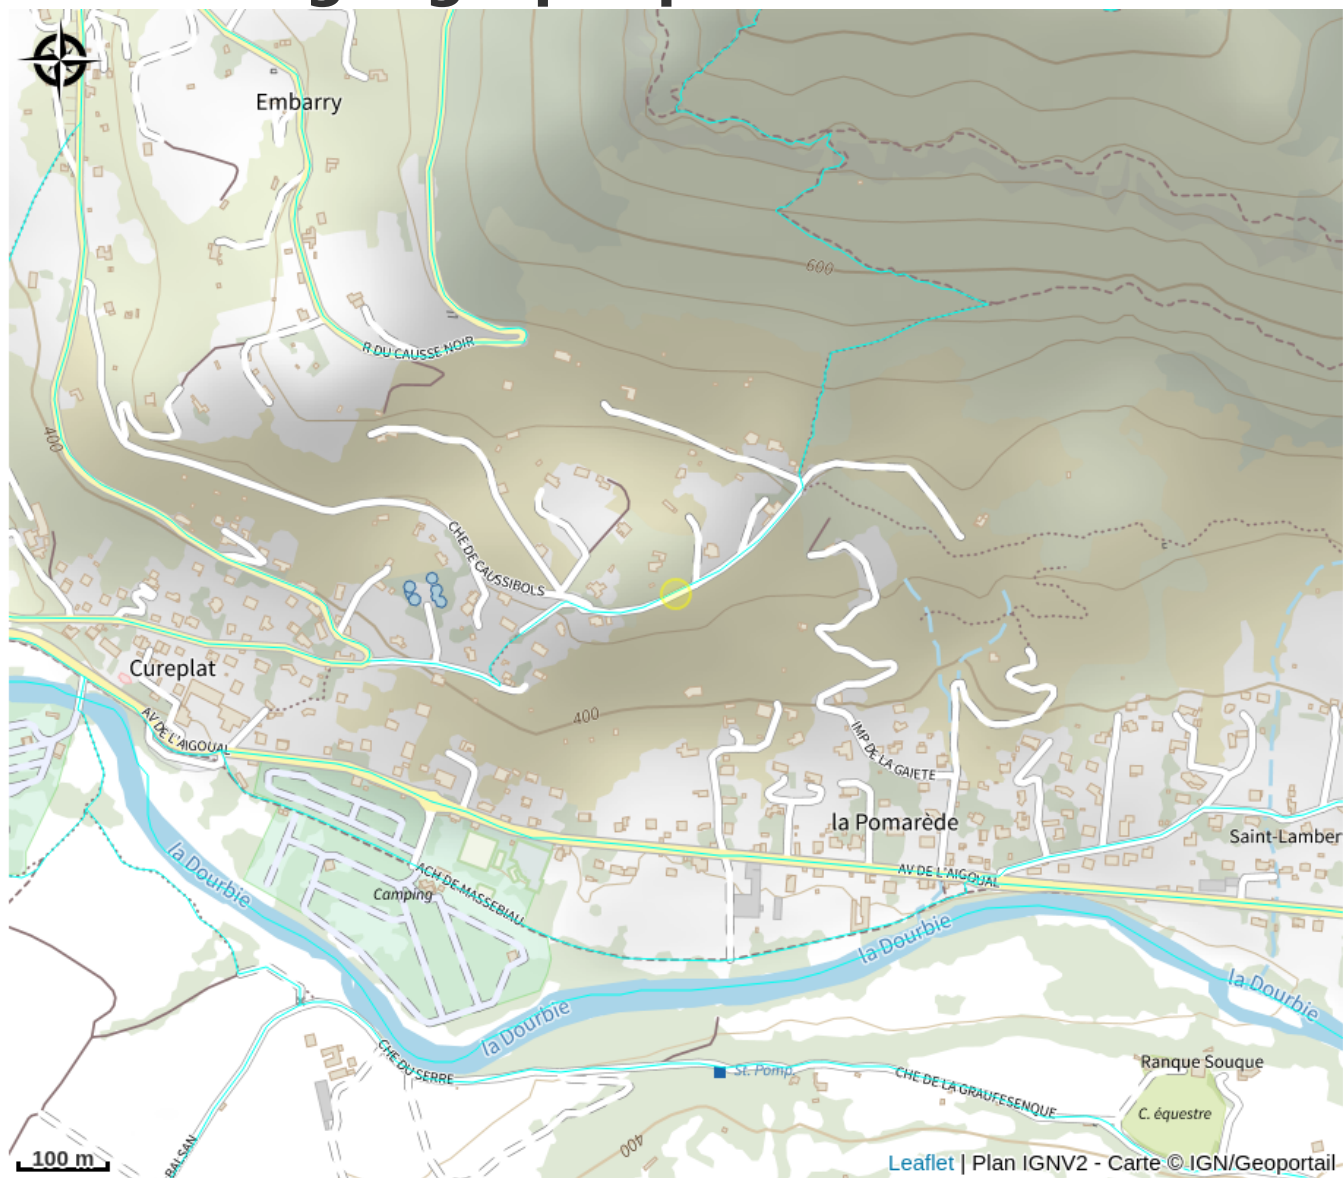 Embarry
600
R DU CAUSSE NOIR
400
CHE DE CAUSSIBOLS
Cureplat
400
AV DE L'AIGOUAL
IMP. DE LA GAIETE
la Pomarède
Saint-Lamber
la Dourbie
ACH DE MASSEBIAU
Camping
AV DE L'AIGOUAL
la Dourbie
la Dourbie
la Dourbie
CHE DU SERRE
St. Pomp.
Ranque Souque
CHE DE LA GRAUFESENQUE
C. équestre
400
BALSAN
100 m
Leaflet | Plan IGNV2 - Carte © IGN/Geoportail